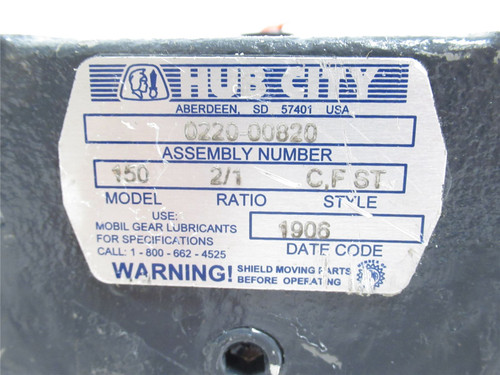 HUB CITY
ABERDEEN, SD 57401 USA
0220-00820
ASSEMBLY NUMBER
150 2/1 C,F ST
MODEL RATIO STYLE
USE:
MOBIL GEAR LUBRICANTS
FOR SPECIFICATIONS
CALL: 1 - 800 - 662 - 4525
1906
DATE CODE
WARNING! SHIELD MOVING PARTS
BEFORE OPERATING